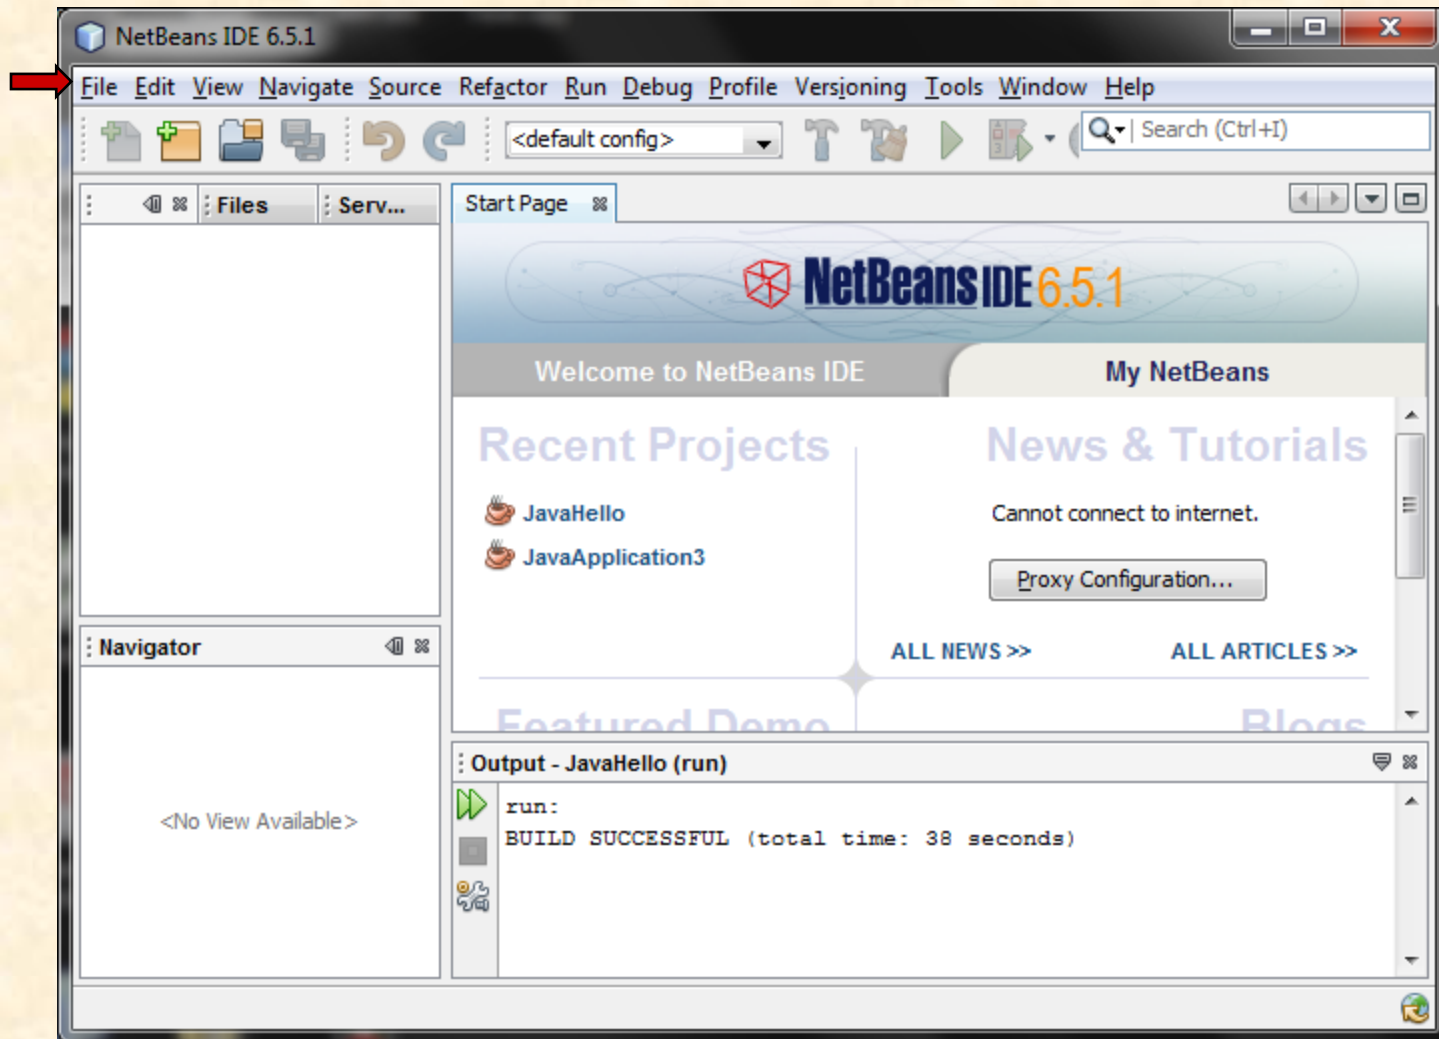 NetBeans IDE 6.5.1
File Edit View Navigate Source Refactor Run Debug Profile Versioning Tools Window Help
<default config>
Search (Ctrl+I)
Files
Serv...
Start Page
NetBeans IDE 6.5.1
Welcome to NetBeans IDE
My NetBeans
Recent Projects
News & Tutorials
JavaHello
Cannot connect to internet.
JavaApplication3
Proxy Configuration...
Navigator
ALL NEWS >>
ALL ARTICLES >>
Featured Demo
Blogs
Output - JavaHello (run)
run:
<No View Available>
BUILD SUCCESSFUL (total time: 38 seconds)